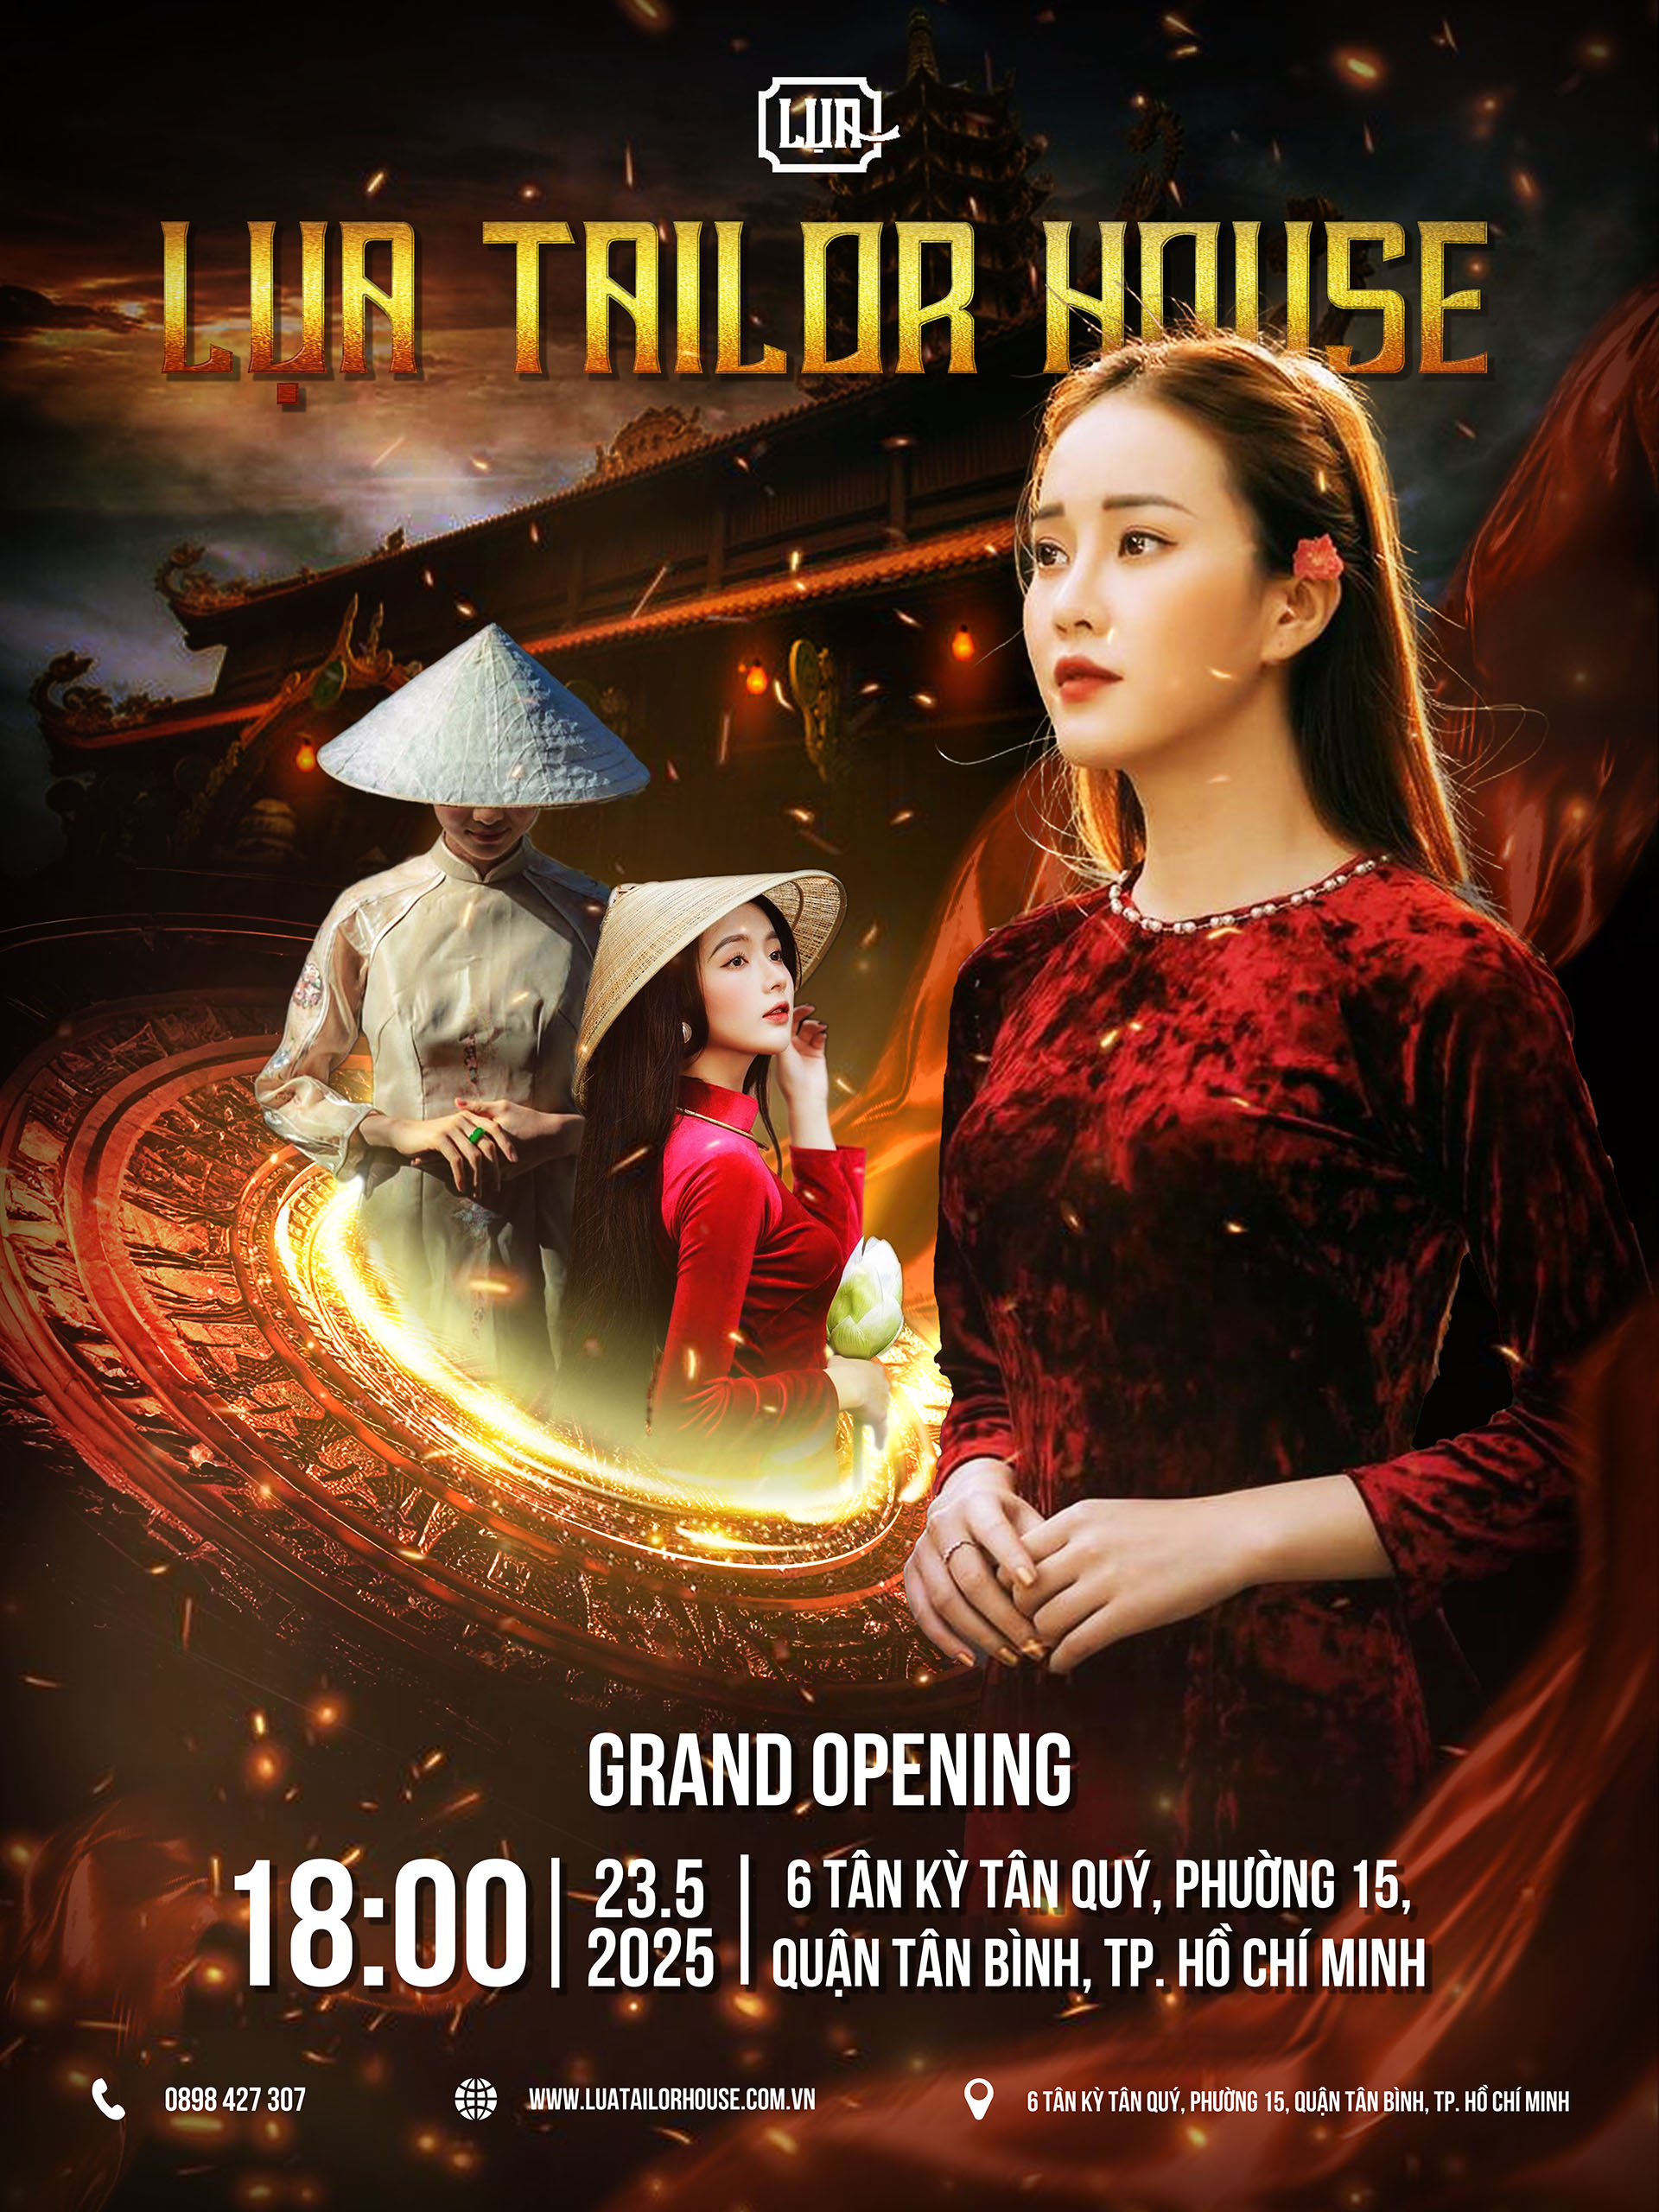 LỤA
LỤA TAILOR HOUSE
GRAND OPENING
18:00
23.5
2025
6 TÂN KỲ TÂN QUÝ, PHƯỜNG 15,
QUẬN TÂN BÌNH, TP. HỒ CHÍ MINH
0898 427 307
WWW.LUATAILORHOUSE.COM.VN
6 TÂN KỲ TÂN QUÝ, PHƯỜNG 15, QUẬN TÂN BÌNH, TP. HỒ CHÍ MINH